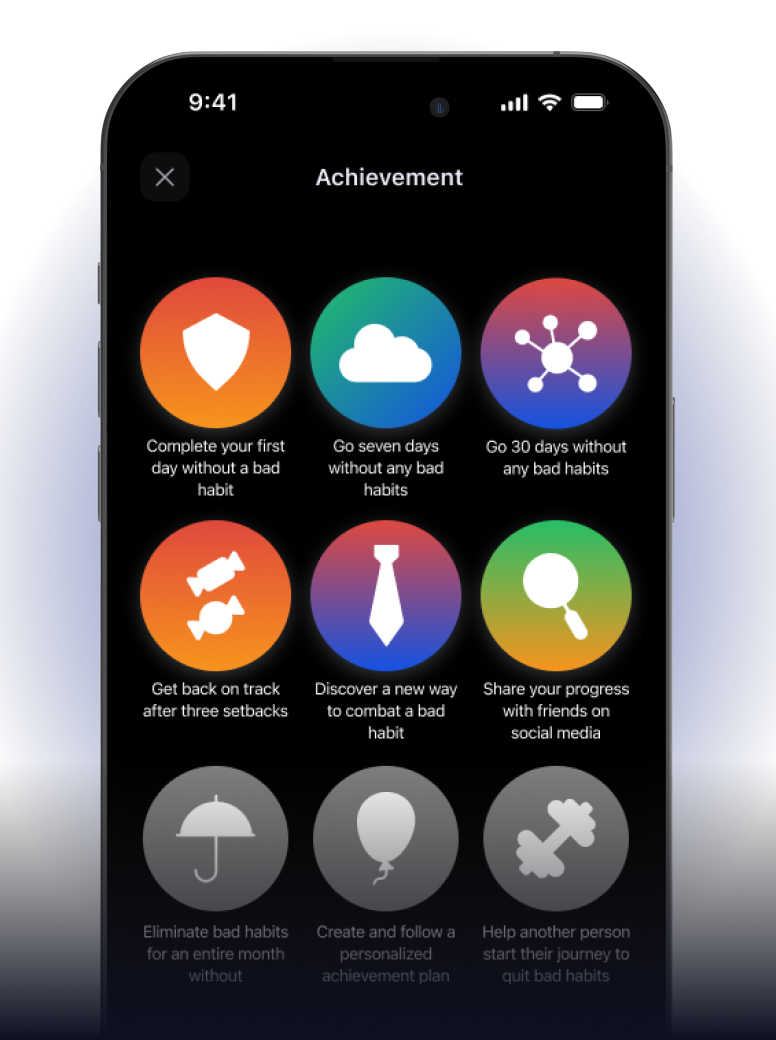 9:41
Achievement
Complete your first
day without a bad
habit
Go seven days
without any bad
habits
Go 30 days without
any bad habits
Get back on track
after three setbacks
Discover a new way
to combat a bad
habit
Share your progress
with friends on
social media
Eliminate bad habits
for an entire month
without
Create and follow a
personalized
achievement plan
Help another person
start their journey to
quit bad habits